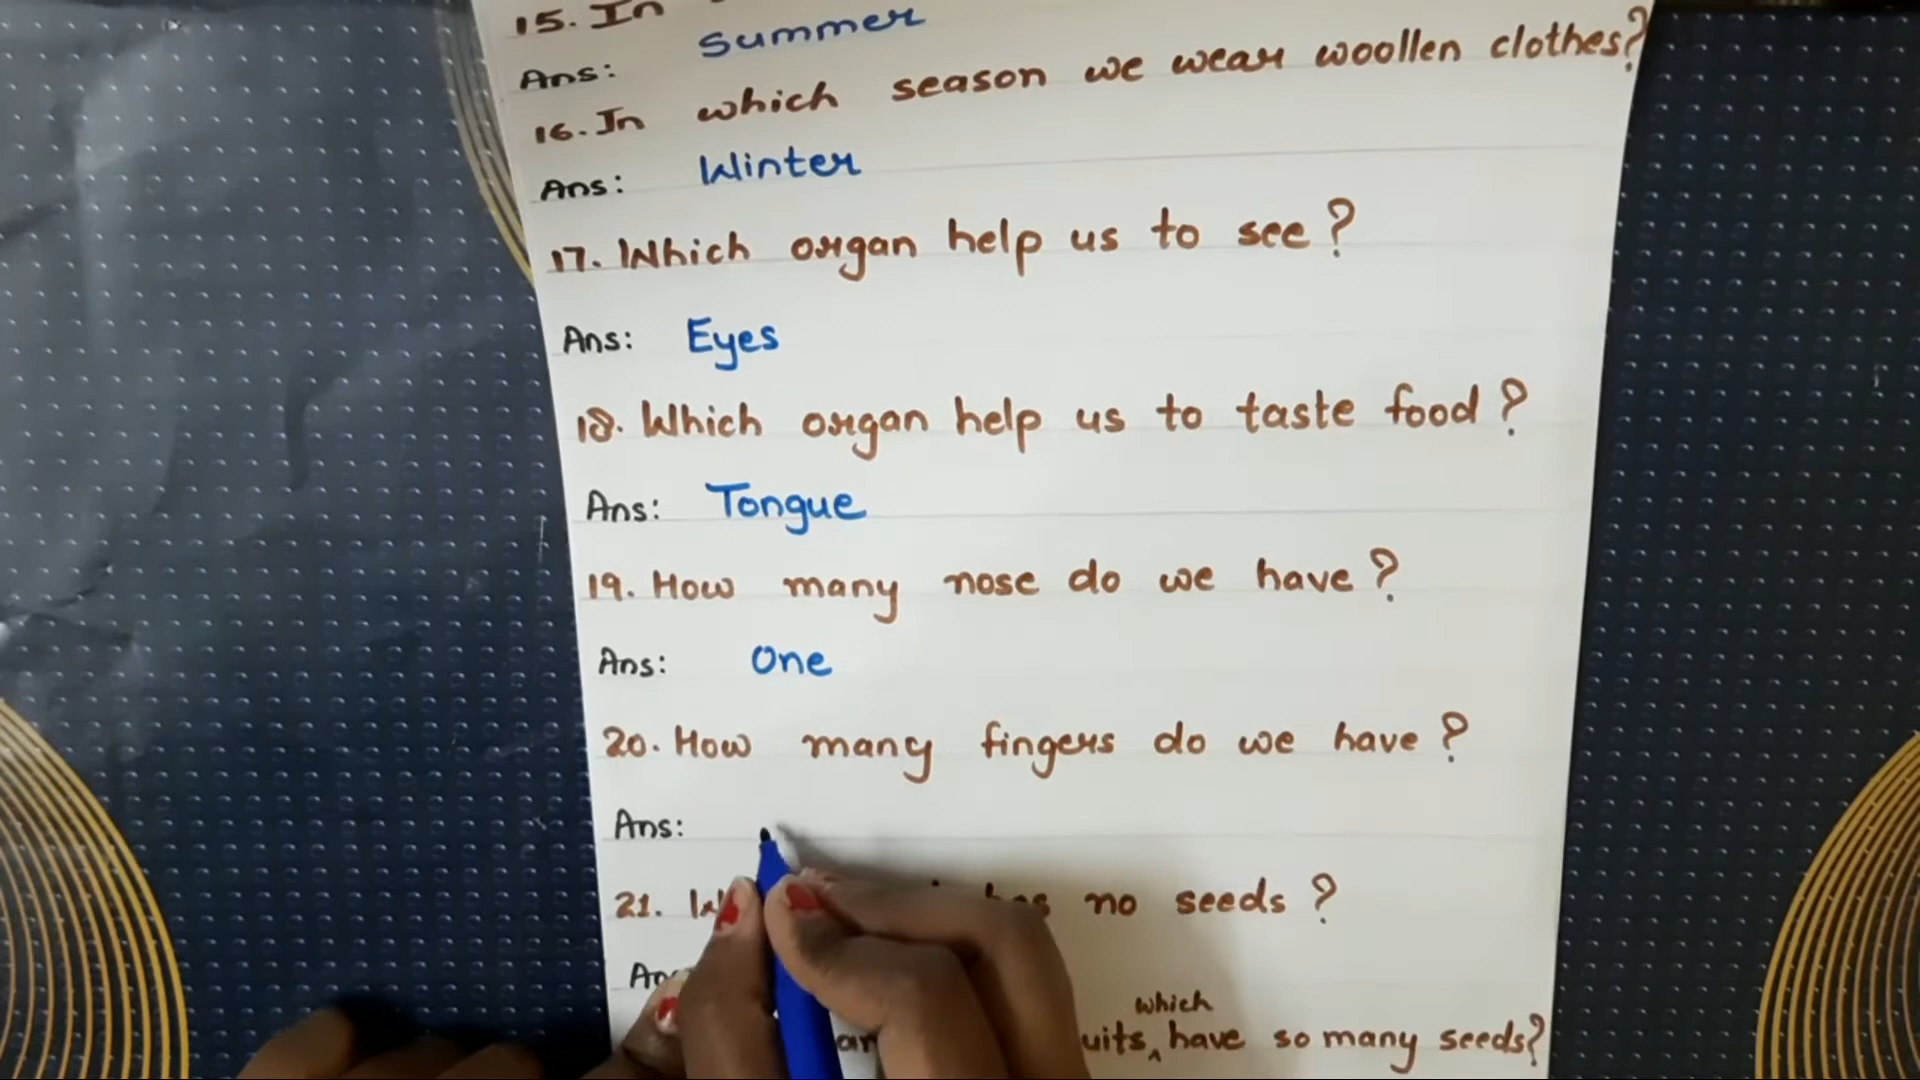 15. In
Ans: Summer
16. In which season we wear woollen clothes?
Ans: Winter
17. Which organ help us to see?
Ans: Eyes
18. Which organ help us to taste food?
Ans: Tongue
19. How many nose do we have?
Ans: One
20. How many fingers do we have?
Ans:
21. has no seeds?
which
have so many seeds?